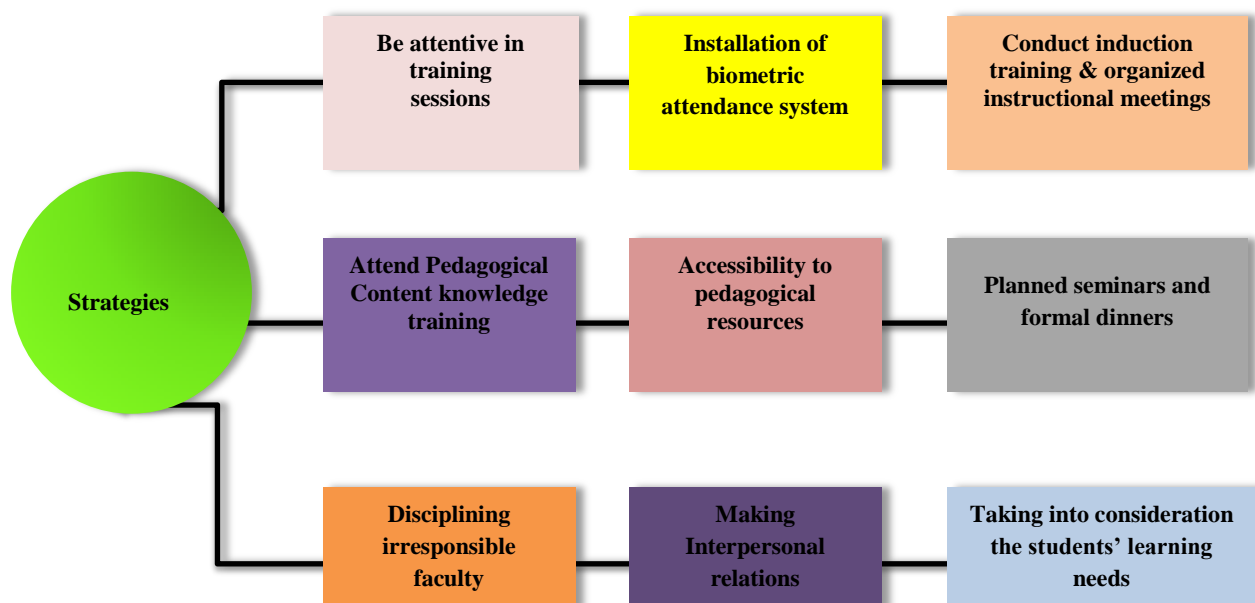 Be attentive in
training
sessions
Installation of
biometric
attendance system
Conduct induction
training & organized
instructional meetings
Strategies
Attend Pedagogical
Content knowledge
training
Accessibility to
pedagogical
resources
Planned seminars and
formal dinners
Disciplining
irresponsible
faculty
Making
Interpersonal
relations
Taking into consideration
the students’ learning
needs